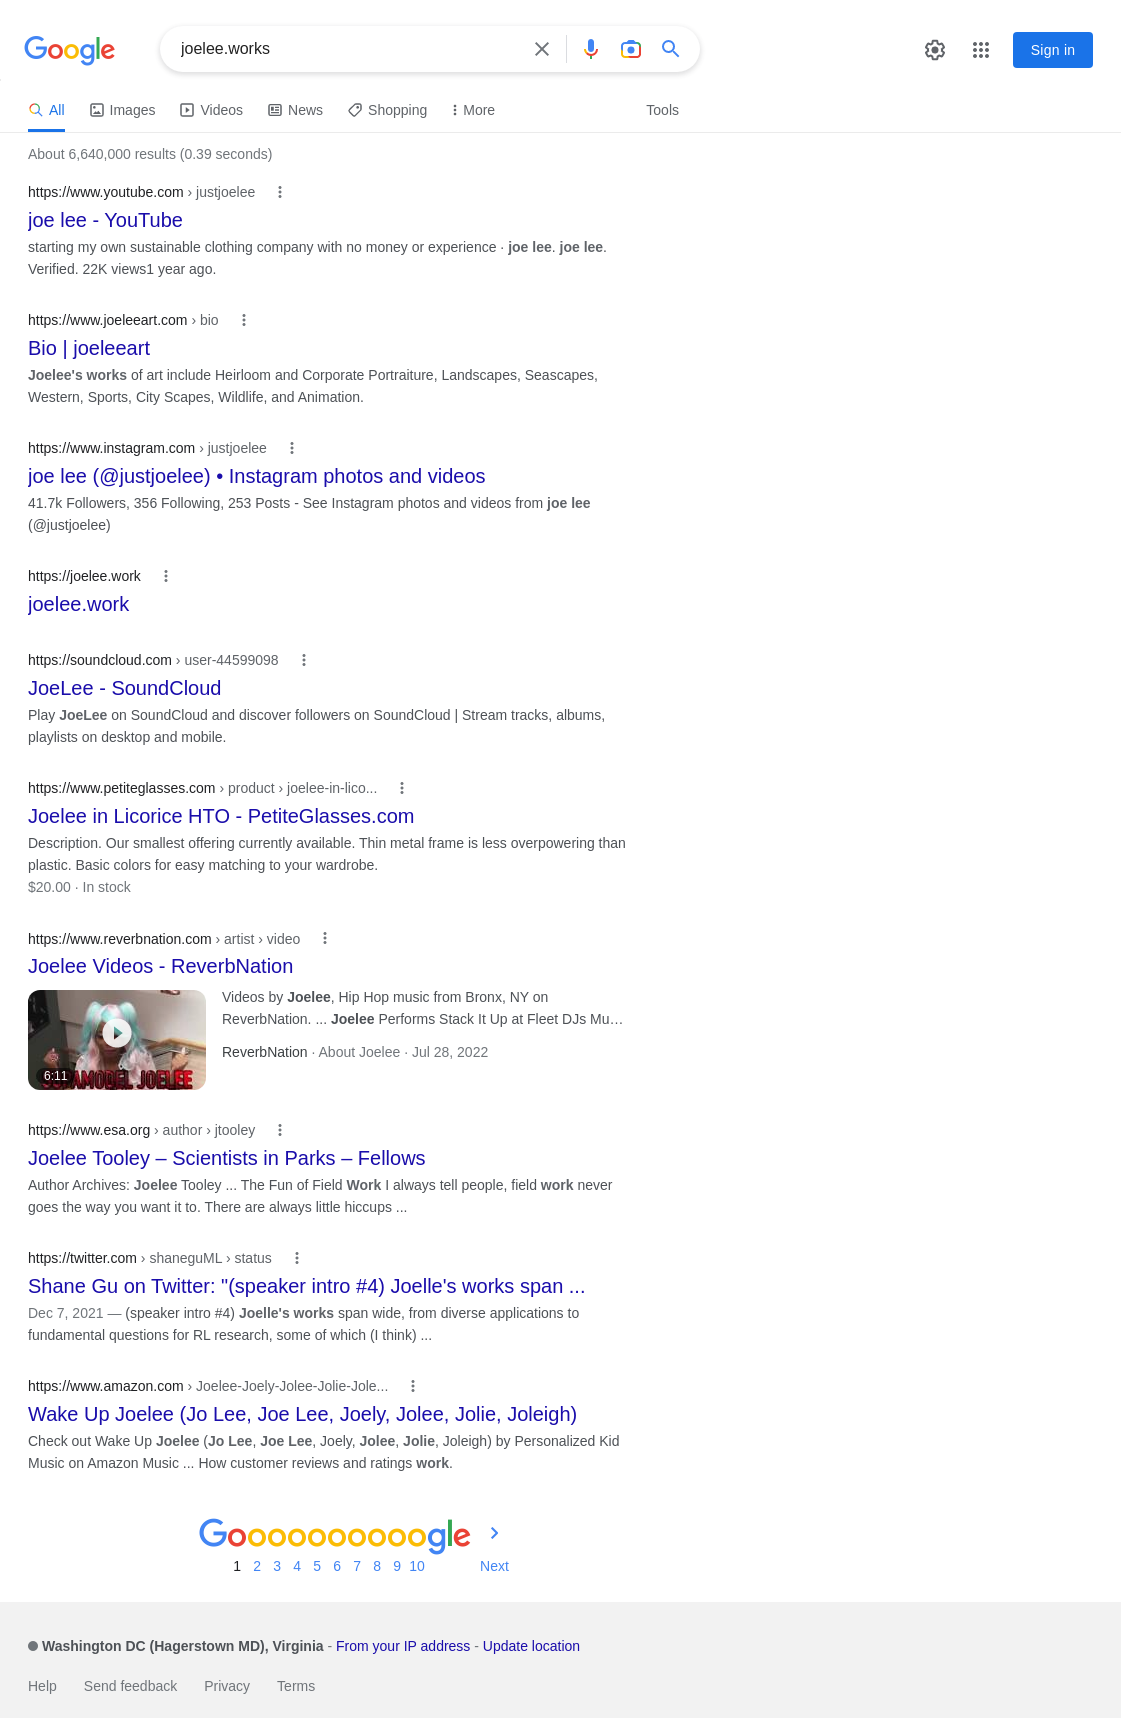 Google
joelee.works
Sign in
All Images Videos News Shopping More Tools
About 6,640,000 results (0.39 seconds)
https://www.youtube.com › justjoelee
joe lee - YouTube
starting my own sustainable clothing company with no money or experience · joe lee. joe lee.
Verified. 22K views1 year ago.
https://www.joeleeart.com › bio
Bio | joeleeart
Joelee's works of art include Heirloom and Corporate Portraiture, Landscapes, Seascapes,
Western, Sports, City Scapes, Wildlife, and Animation.
https://www.instagram.com › justjoelee
joe lee (@justjoelee) • Instagram photos and videos
41.7k Followers, 356 Following, 253 Posts - See Instagram photos and videos from joe lee
(@justjoelee)
https://joelee.work
joelee.work
https://soundcloud.com › user-44599098
JoeLee - SoundCloud
Play JoeLee on SoundCloud and discover followers on SoundCloud | Stream tracks, albums,
playlists on desktop and mobile.
https://www.petiteglasses.com › product › joelee-in-lico...
Joelee in Licorice HTO - PetiteGlasses.com
Description. Our smallest offering currently available. Thin metal frame is less overpowering than
plastic. Basic colors for easy matching to your wardrobe.
$20.00 · In stock
https://www.reverbnation.com › artist › video
Joelee Videos - ReverbNation
Videos by Joelee, Hip Hop music from Bronx, NY on
ReverbNation. ... Joelee Performs Stack It Up at Fleet DJs Mu…
ReverbNation · About Joelee · Jul 28, 2022
JOELEE
6:11
https://www.esa.org › author › jtooley
Joelee Tooley – Scientists in Parks – Fellows
Author Archives: Joelee Tooley ... The Fun of Field Work I always tell people, field work never
goes the way you want it to. There are always little hiccups ...
https://twitter.com › shaneguML › status
Shane Gu on Twitter: "(speaker intro #4) Joelle's works span ...
Dec 7, 2021 — (speaker intro #4) Joelle's works span wide, from diverse applications to
fundamental questions for RL research, some of which (I think) ...
https://www.amazon.com › Joelee-Joely-Jolee-Jolie-Jole...
Wake Up Joelee (Jo Lee, Joe Lee, Joely, Jolee, Jolie, Joleigh)
Check out Wake Up Joelee (Jo Lee, Joe Lee, Joely, Jolee, Jolie, Joleigh) by Personalized Kid
Music on Amazon Music ... How customer reviews and ratings work.
Goooooooooogle
1 2 3 4 5 6 7 8 9 10 Next
Washington DC (Hagerstown MD), Virginia - From your IP address - Update location
Help Send feedback Privacy Terms